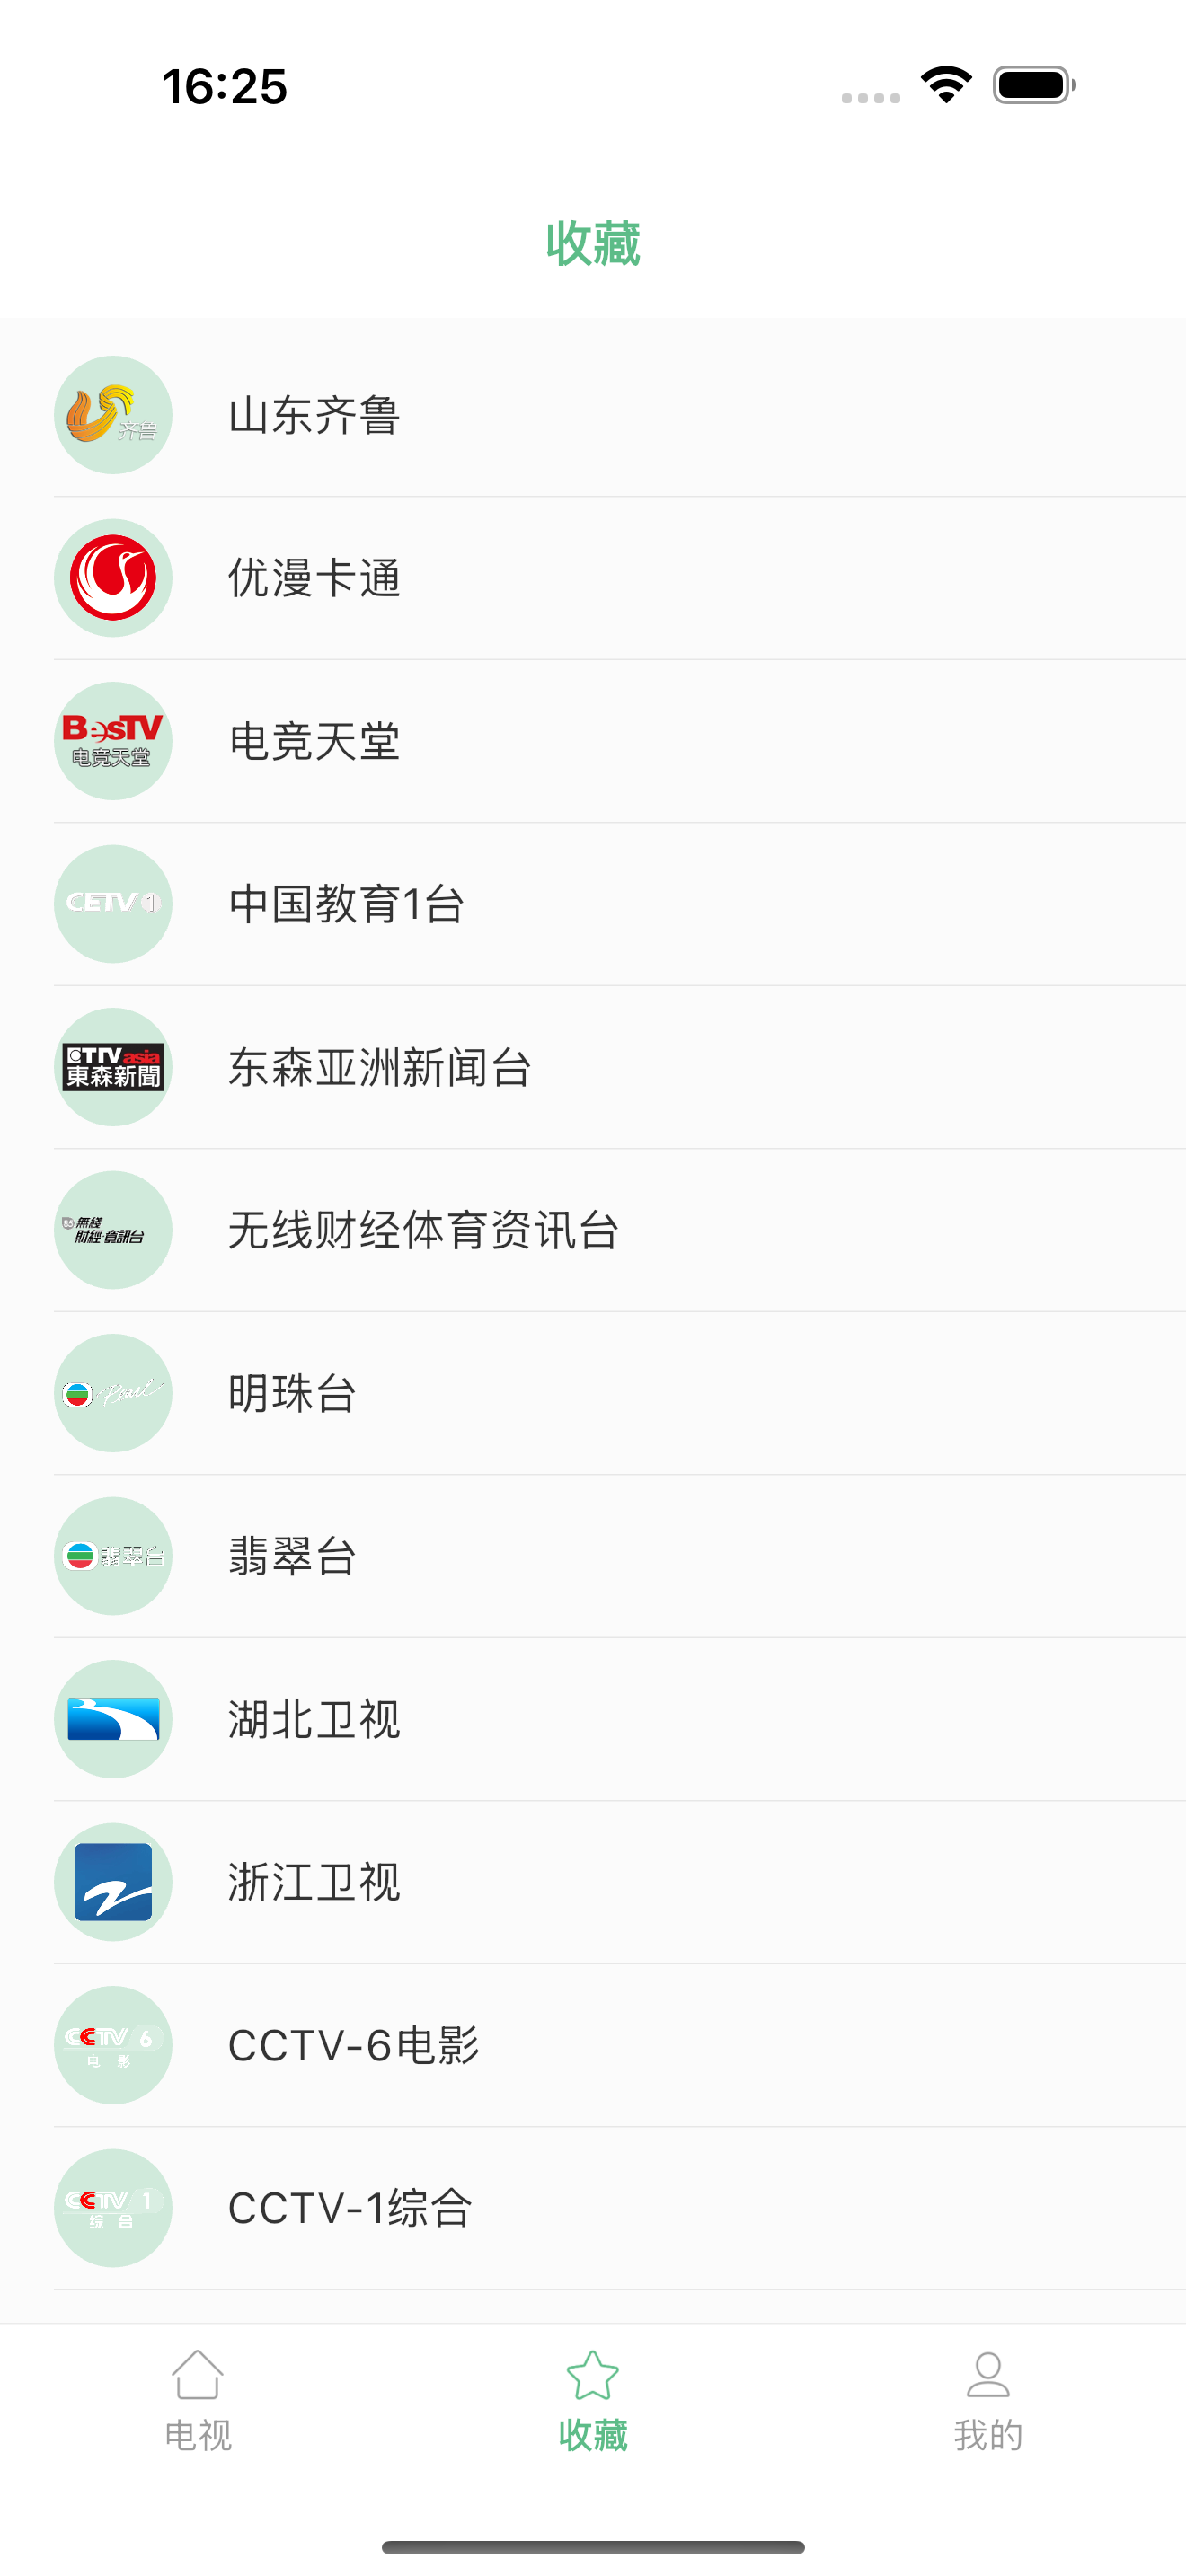 16:25
收藏
齐鲁
山东齐鲁
优漫卡通
BesTV
电竞天堂
电竞天堂
CETV 1
中国教育1台
ETTV asia
東森新聞
东森亚洲新闻台
無綫
財經·資訊台
无线财经体育资讯台
Pearl
明珠台
翡翠台
翡翠台
湖北卫视
浙江卫视
CCTV 6
电 影
CCTV-6电影
CCTV 1
综 合
CCTV-1综合
电视
收藏
我的